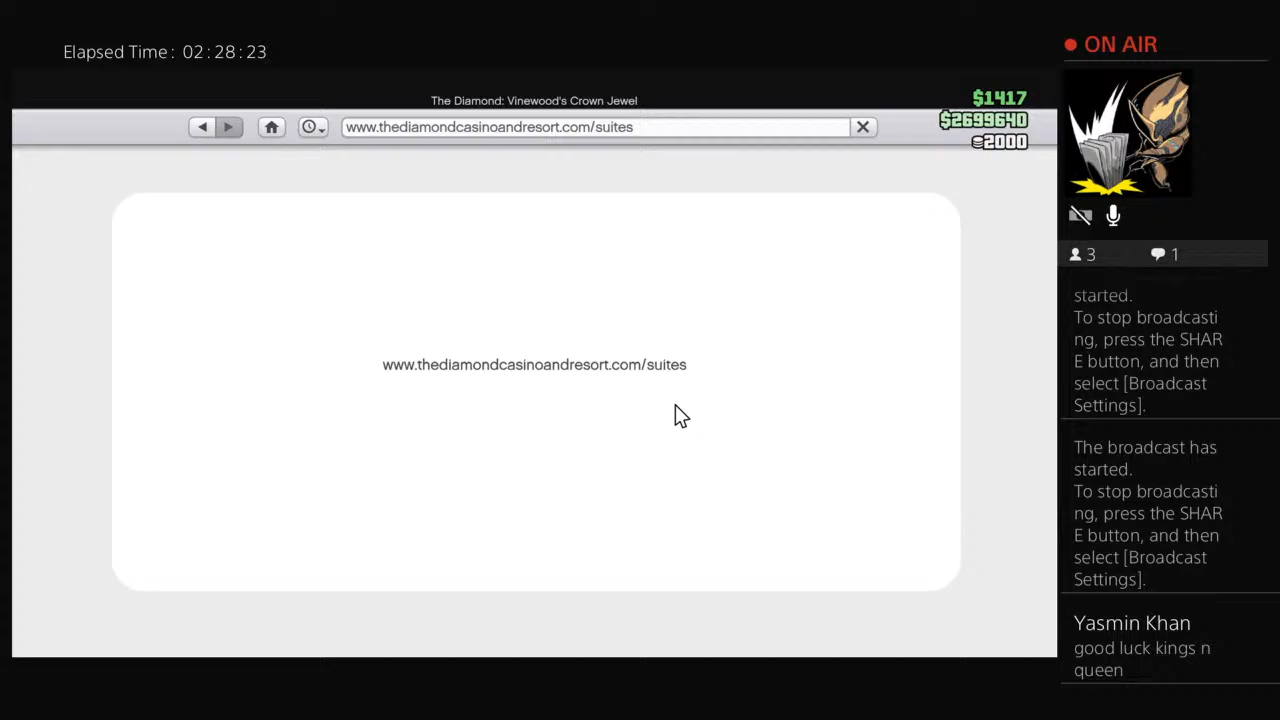 Elapsed Time: 02:28:23
ON AIR
The Diamond: Vinewood's Crown Jewel
www.thediamondcasinoandresort.com/suites
$1417
$2699640
2000
www.thediamondcasinoandresort.com/suites
3
1
started.
To stop broadcasti
ng, press the SHAR
E button, and then
select [Broadcast
Settings].
The broadcast has
started.
To stop broadcasti
ng, press the SHAR
E button, and then
select [Broadcast
Settings].
Yasmin Khan
good luck kings n
queen